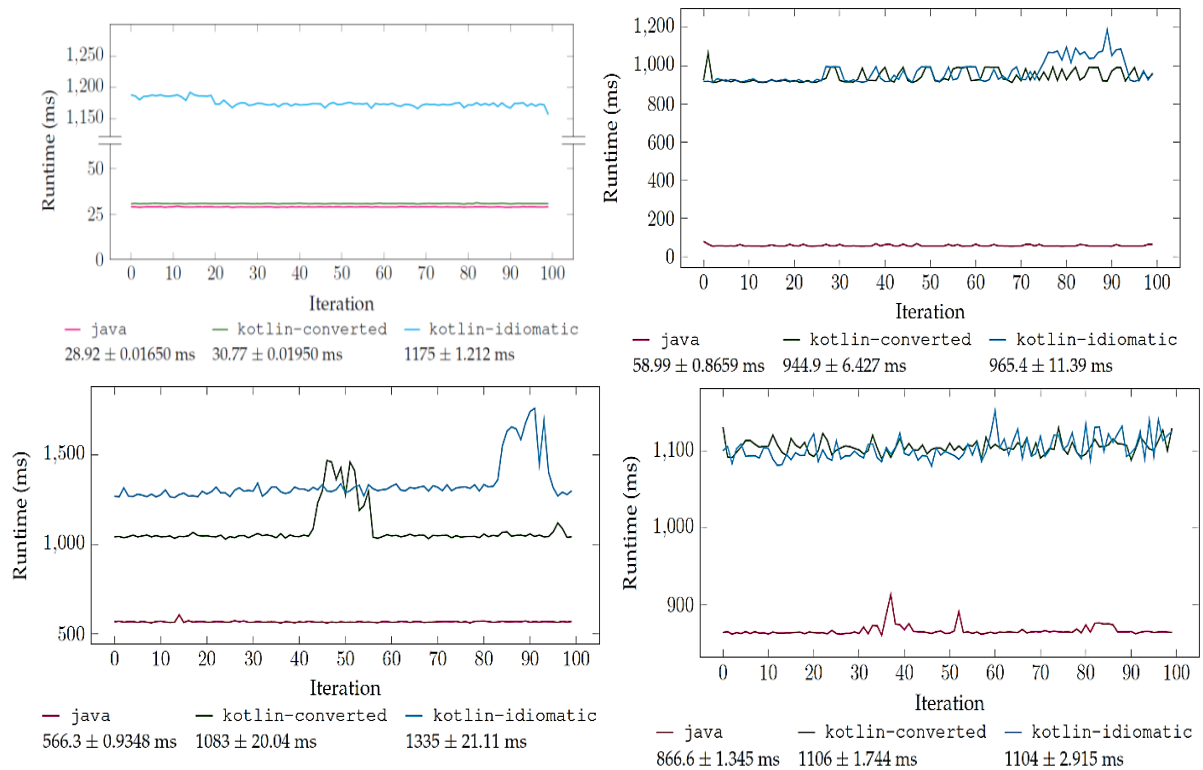 1,250
1,200
1,150
50
25
0
Runtime (ms)
0 10 20 30 40 50 60 70 80 90 100
Iteration
java kotlin-converted kotlin-idiomatic
28.92 ± 0.01650 ms 30.77 ± 0.01950 ms 1175 ± 1.212 ms
1,200
1,000
800
600
400
200
0
Runtime (ms)
0 10 20 30 40 50 60 70 80 90 100
Iteration
java kotlin-converted kotlin-idiomatic
58.99 ± 0.8659 ms 944.9 ± 6.427 ms 965.4 ± 11.39 ms
1,500
1,000
500
Runtime (ms)
0 10 20 30 40 50 60 70 80 90 100
Iteration
java kotlin-converted kotlin-idiomatic
566.3 ± 0.9348 ms 1083 ± 20.04 ms 1335 ± 21.11 ms
1,100
1,000
900
Runtime (ms)
0 10 20 30 40 50 60 70 80 90 100
Iteration
java kotlin-converted kotlin-idiomatic
866.6 ± 1.345 ms 1106 ± 1.744 ms 1104 ± 2.915 ms